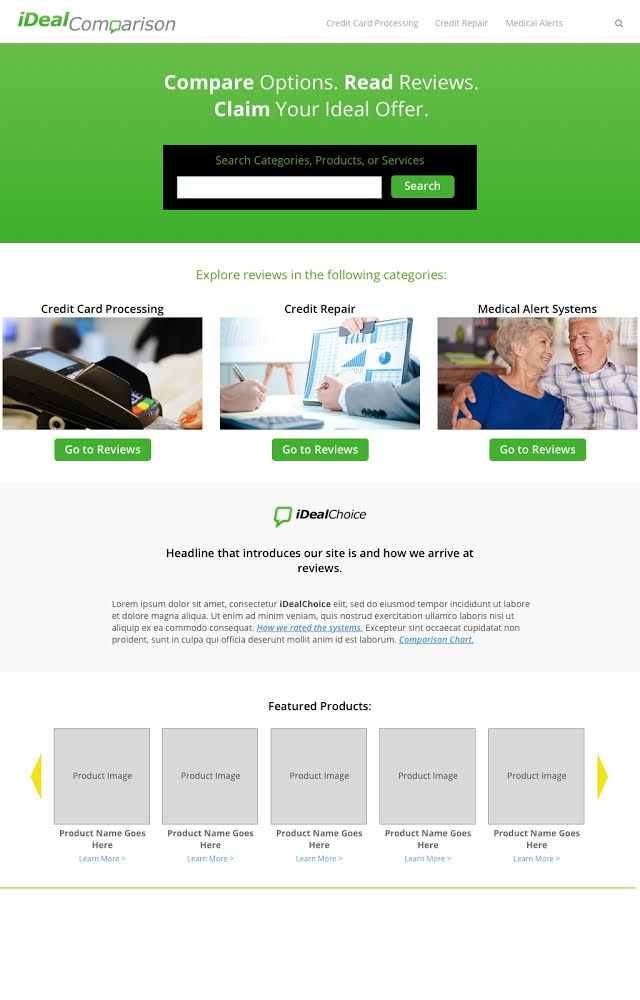 iDealComparison
Credit Card Processing Credit Repair Medical Alerts
Compare Options. Read Reviews.
Claim Your Ideal Offer.
Search Categories, Products, or Services
Search
Explore reviews in the following categories:
Credit Card Processing Credit Repair Medical Alert Systems
Go to Reviews Go to Reviews Go to Reviews
iDealChoice
Headline that introduces our site is and how we arrive at
reviews.
Lorem ipsum dolor sit amet, consectetur iDealChoice elit, sed do eiusmod tempor incididunt ut labore
et dolore magna aliqua. Ut enim ad minim veniam, quis nostrud exercitation ullamco laboris nisi ut
aliquip ex ea commodo consequat. How we rated the systems. Excepteur sint occaecat cupidatat non
proident, sunt in culpa qui officia deserunt mollit anim id est laborum. Comparison Chart.
Featured Products:
Product Image Product Image Product Image Product Image Product Image
Product Name Goes Product Name Goes Product Name Goes Product Name Goes Product Name Goes
Here Here Here Here Here
Learn More > Learn More > Learn More > Learn More > Learn More >